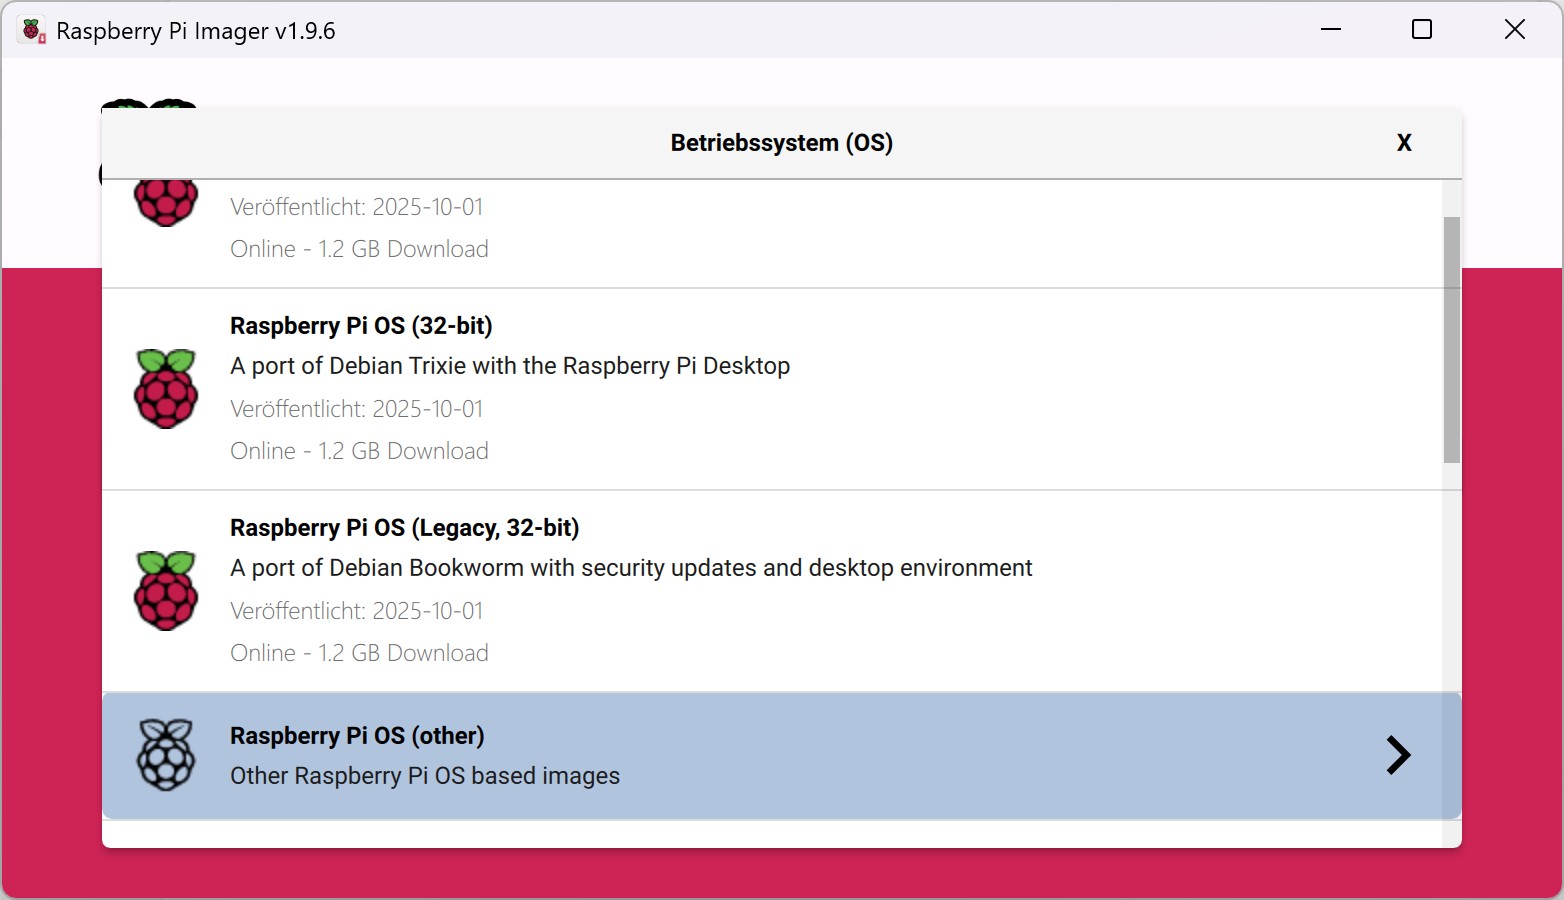 Raspberry Pi Imager v1.9.6
Betriebssystem (OS)
X
Veröffentlicht: 2025-10-01
Online - 1.2 GB Download
Raspberry Pi OS (32-bit)
A port of Debian Trixie with the Raspberry Pi Desktop
Veröffentlicht: 2025-10-01
Online - 1.2 GB Download
Raspberry Pi OS (Legacy, 32-bit)
A port of Debian Bookworm with security updates and desktop environment
Veröffentlicht: 2025-10-01
Online - 1.2 GB Download
Raspberry Pi OS (other)
Other Raspberry Pi OS based images